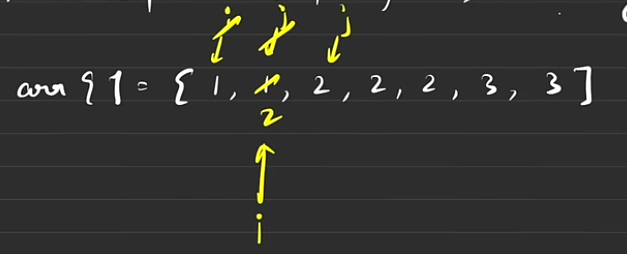 i j j
arr [ ] = { 1, 1, 2, 2, 2, 3, 3 ]
2
i